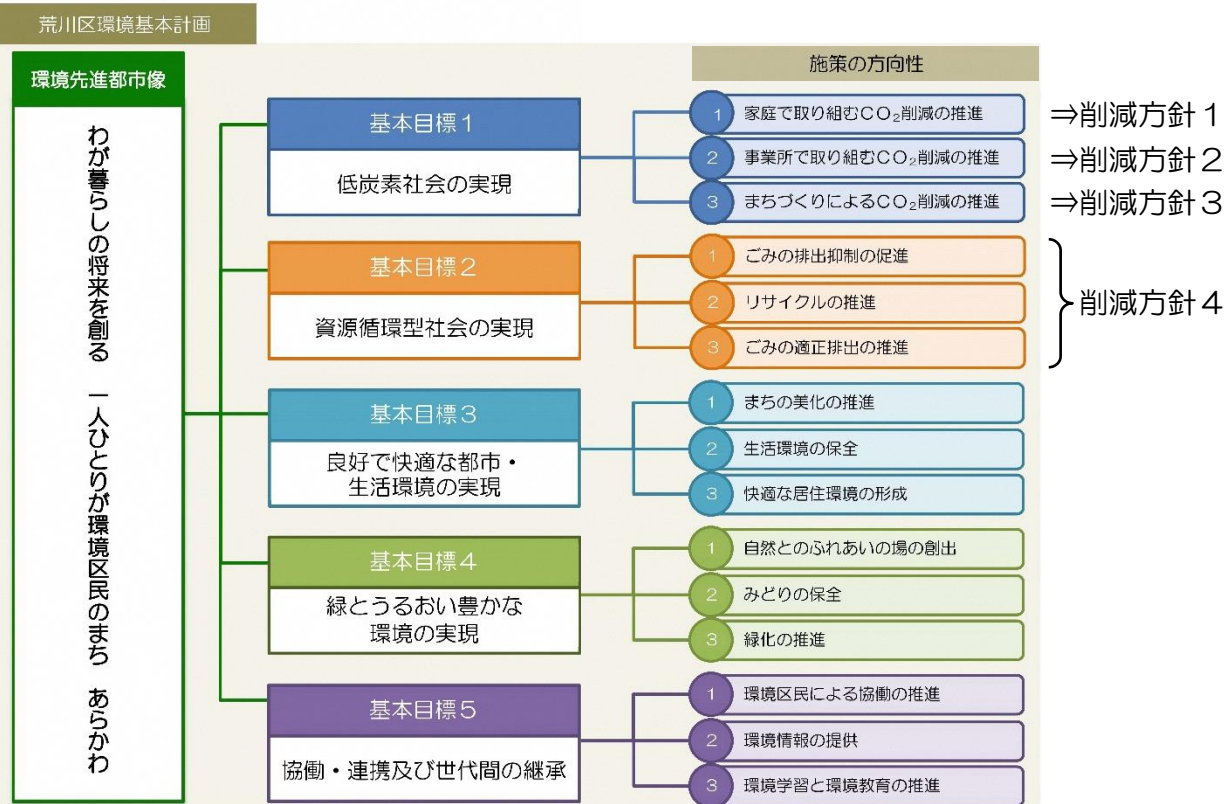 荒川区環境基本計画
環境先進都市像
わが暮らしの将来を創る 一人ひとりが環境区民のまち あらかわ
施策の方向性
基本目標1
低炭素社会の実現
1 家庭で取り組むCO₂削減の推進 ⇒削減方針1
2 事業所で取り組むCO₂削減の推進 ⇒削減方針2
3 まちづくりによるCO₂削減の推進 ⇒削減方針3
基本目標2
資源循環型社会の実現
1 ごみの排出抑制の促進
2 リサイクルの推進
3 ごみの適正排出の推進
削減方針4
基本目標3
良好で快適な都市・
生活環境の実現
1 まちの美化の推進
2 生活環境の保全
3 快適な居住環境の形成
基本目標4
緑とうるおい豊かな
環境の実現
1 自然とのふれあいの場の創出
2 みどりの保全
3 緑化の推進
基本目標5
協働・連携及び世代間の継承
1 環境区民による協働の推進
2 環境情報の提供
3 環境学習と環境教育の推進